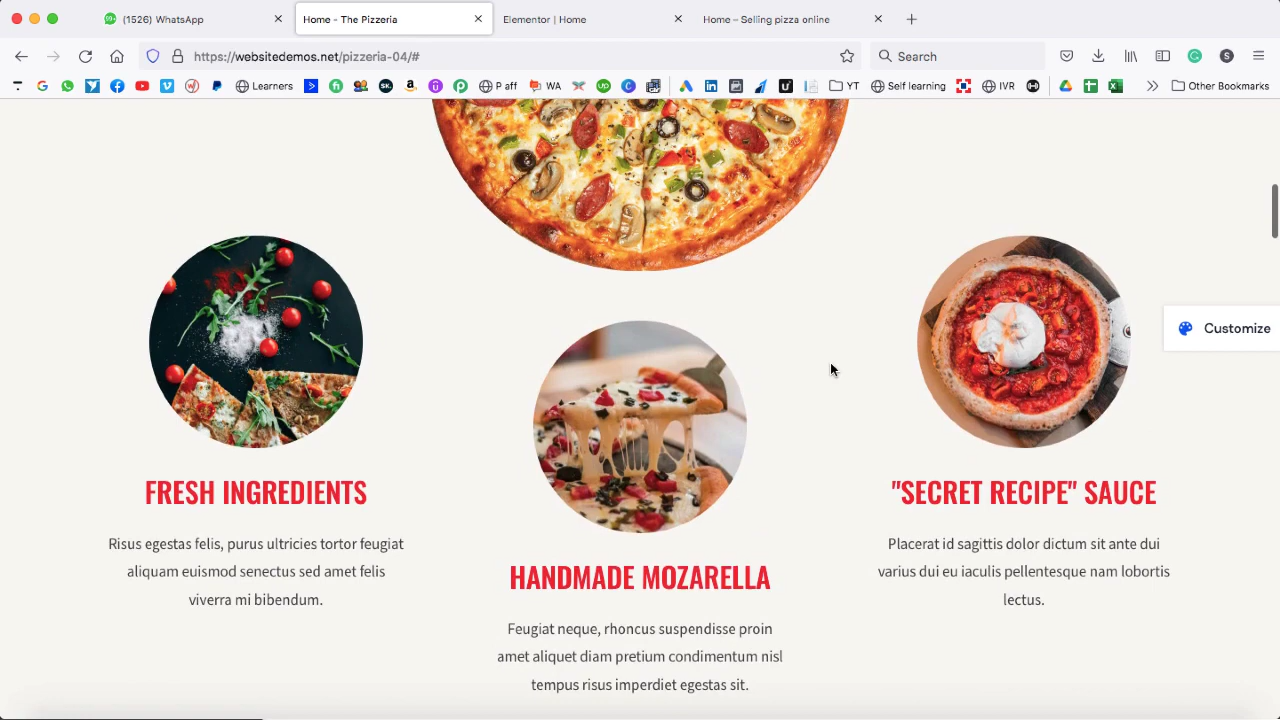 (1526) WhatsApp
Home - The Pizzeria
Elementor | Home
Home – Selling pizza online
https://websitedemos.net/pizzeria-04/#
Search
Learners
P aff
WA
YT
Self learning
IVR
Other Bookmarks
Customize
FRESH INGREDIENTS
Risus egestas felis, purus ultricies tortor feugiat
aliquam euismod senectus sed amet felis
viverra mi bibendum.
HANDMADE MOZARELLA
Feugiat neque, rhoncus suspendisse proin
amet aliquet diam pretium condimentum nisl
tempus risus imperdiet egestas sit.
"SECRET RECIPE" SAUCE
Placerat id sagittis dolor dictum sit ante dui
varius dui eu iaculis pellentesque nam lobortis
lectus.